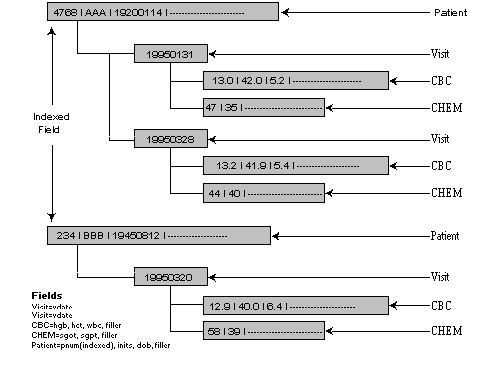 4768 | AAA | 19200114 | ---------------------------- Patient
19950131 Visit
13.0 | 42.0 | 5.2 | ------------------- CBC
47 | 35 | ------------------- CHEM
Indexed
Field
19950328 Visit
13.2 | 41.9 | 5.4 | ------------------- CBC
44 | 40 | ------------------- CHEM
234 | BBB | 19450812 | ------------------- Patient
19950320 Visit
12.9 | 40.0 | 6.4 | ------------------- CBC
58 | 39 | ------------------- CHEM
Fields
Visit=vdate
Visit=vdate
CBC=hgb, hct, wbc, filler
CHEM=sgot, sgpt, filler
Patient=pnum(indexed), inits, dob, filler